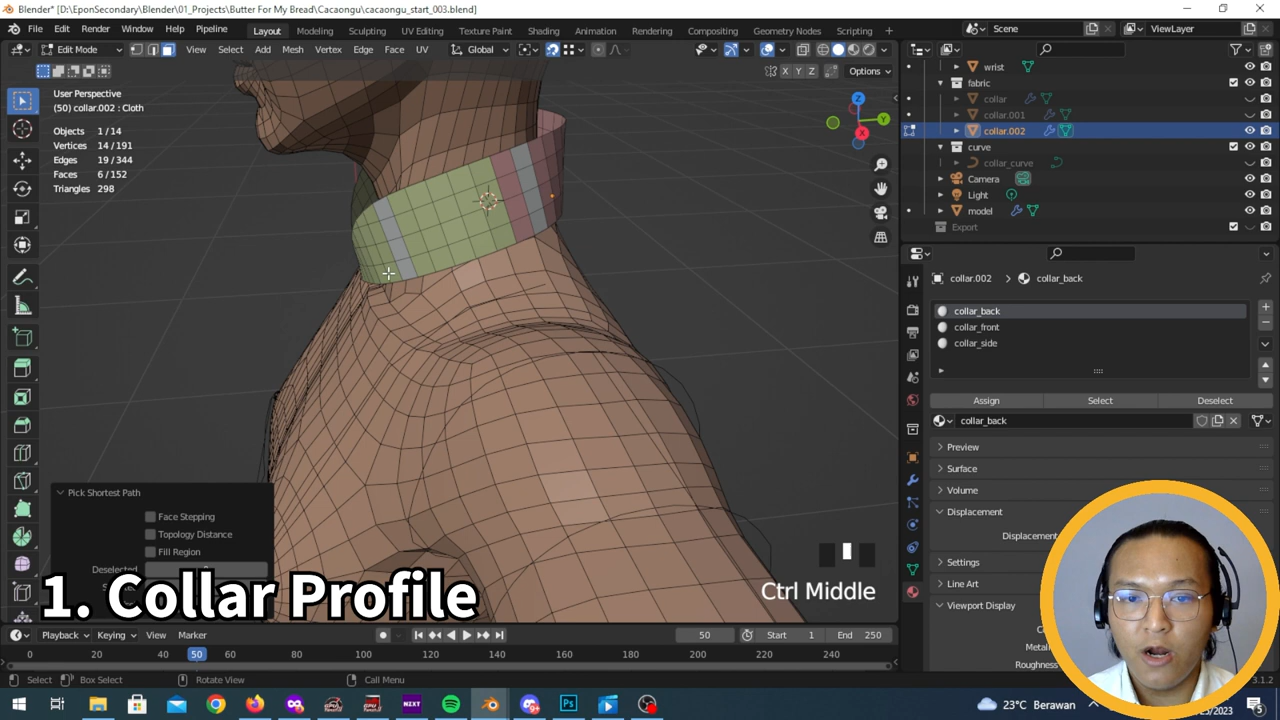 Blender* [D:\EponSecondary\Blender\01_Projects\Butter For My Bread\Cacaongu\cacaongu_start_003.blend]
File Edit Render Window Help Pipeline Layout Modeling Sculpting UV Editing Texture Paint Shading Animation Rendering Compositing Geometry Nodes Scripting Scene ViewLayer
Edit Mode View Select Add Mesh Vertex Edge Face UV Global
X Y Z Options
User Perspective
(50) collar.002 : Cloth
Objects 1/14
Vertices 14/191
Edges 19/344
Faces 6/152
Triangles 298
Z
Y
X
wrist
fabric
collar
collar.001
collar.002
curve
collar_curve
Camera
Light
model
Export
collar.002 > collar_back
collar_back
collar_front
collar_side
Assign Select Deselect
collar_back
Preview
Surface
Volume
Displacement
Displacement
Settings
Line Art
Viewport Display
Roughness
Pick Shortest Path
Face Stepping
Topology Distance
Fill Region
Deselected
1. Collar Profile
Ctrl Middle
Playback Keying View Marker 50 Start 1 End 250
0 20 40 50 60 80 100 120 140 160 180 200 220 240
Select Box Select Rotate View Call Menu 3.1.2
23°C Berawan